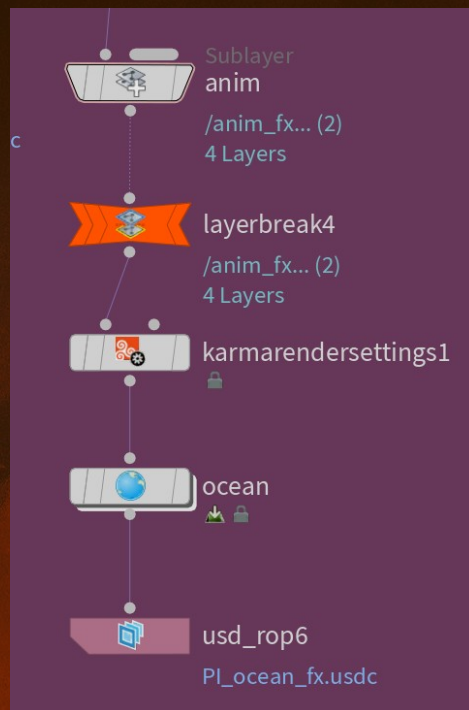 Sublayer
anim
/anim_fx... (2)
4 Layers
c
layerbreak4
/anim_fx... (2)
4 Layers
karmarendersettings1
ocean
usd_rop6
PI_ocean_fx.usdc